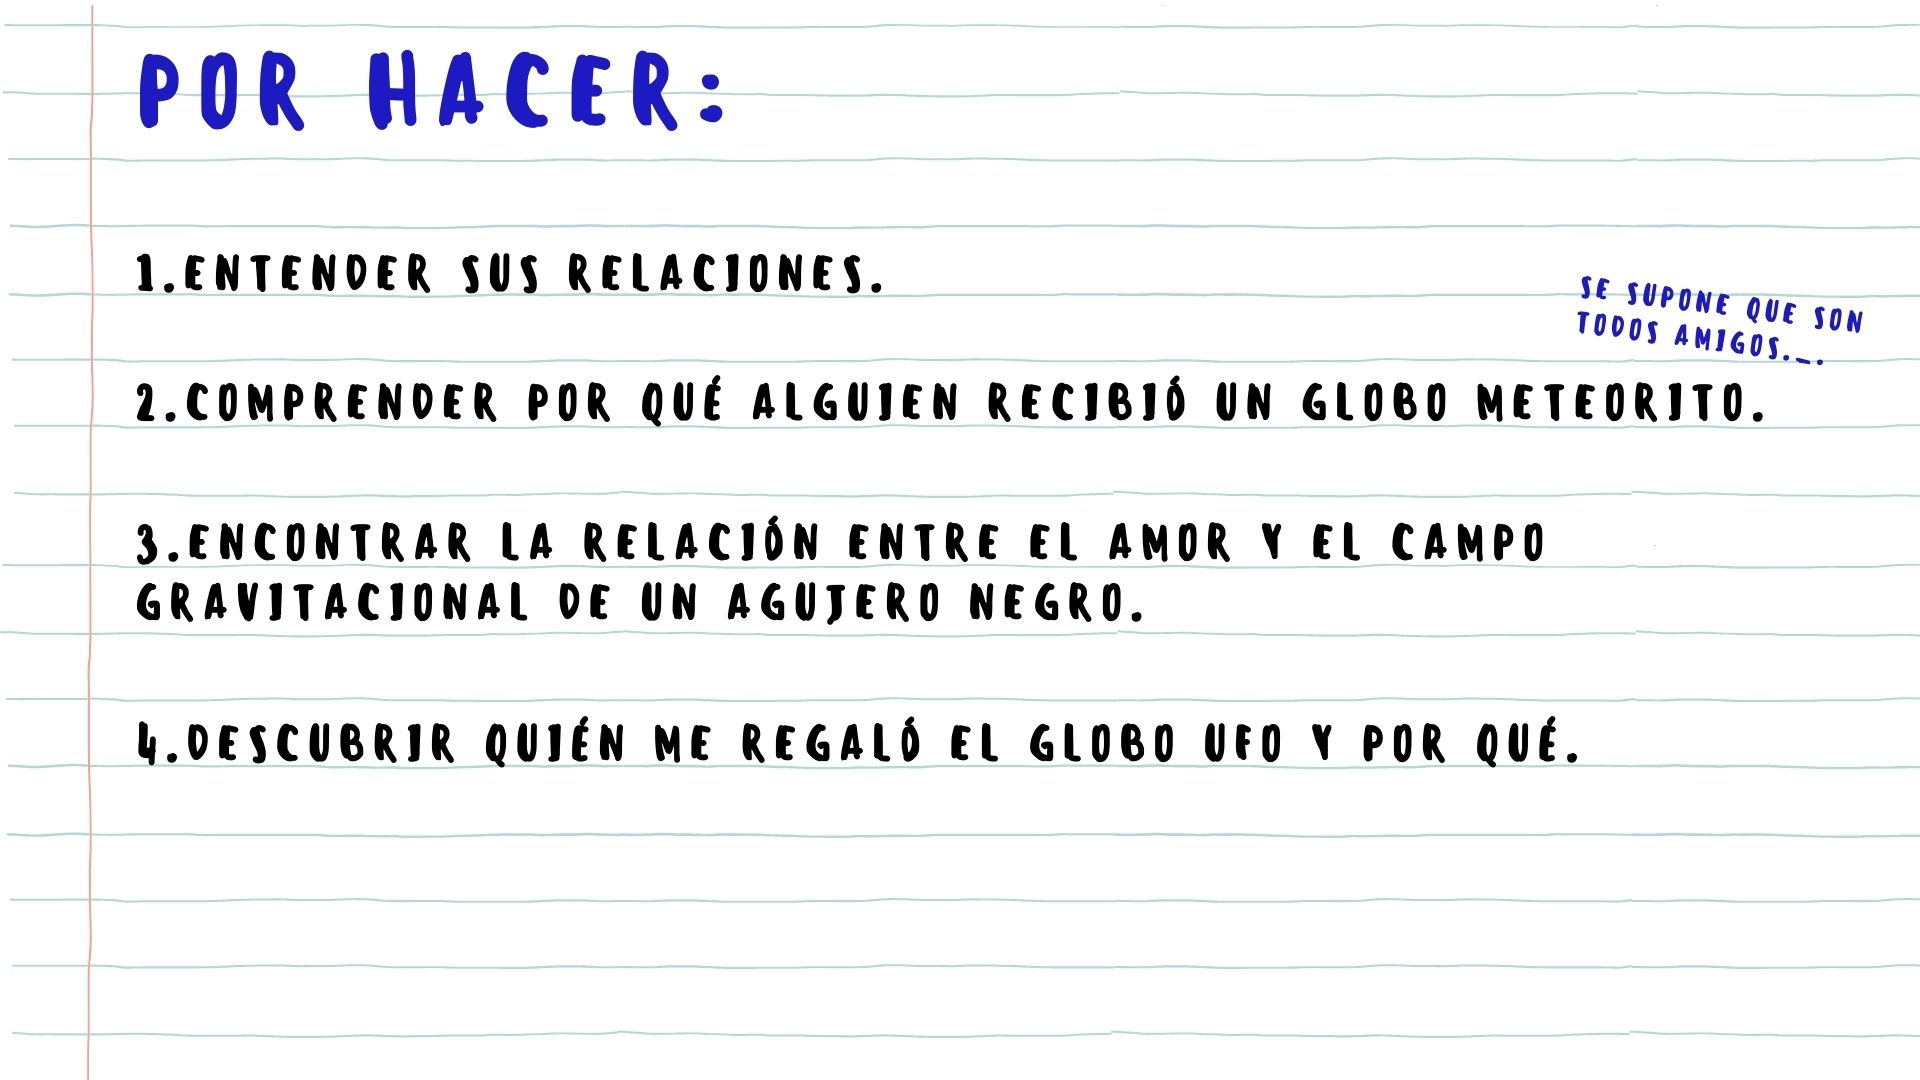 POR HACER:
1.ENTENDER SUS RELACIONES.
SE SUPONE QUE SON
TODOS AMIGOS._.
2.COMPRENDER POR QUÉ ALGUIEN RECIBIÓ UN GLOBO METEORITO.
3.ENCONTRAR LA RELACIÓN ENTRE EL AMOR Y EL CAMPO
GRAVITACIONAL DE UN AGUJERO NEGRO.
4.DESCUBRIR QUIÉN ME REGALÓ EL GLOBO UFO Y POR QUÉ.